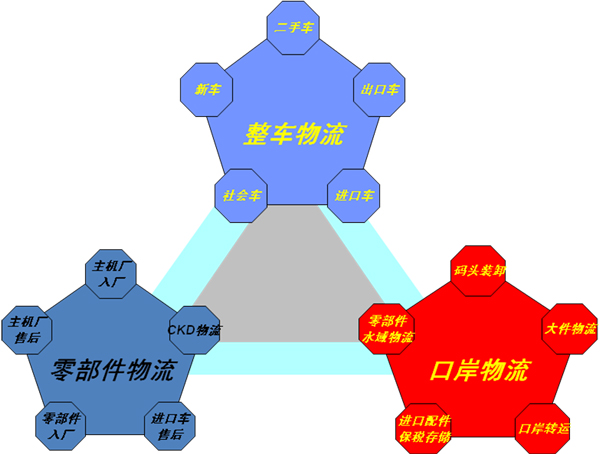 二手车
新车
出口车
整车物流
社会车
进口车
主机厂
入厂
主机厂
售后
CKD物流
零部件物流
零部件
入厂
进口车
售后
码头装卸
零部件
水域物流
大件物流
口岸物流
进口配件
保税存储
口岸转运